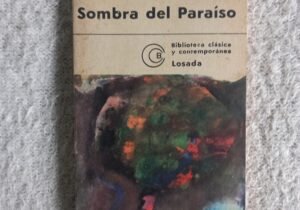 Sombra del Paraíso
B
Biblioteca clásica
y contemporánea
Losada